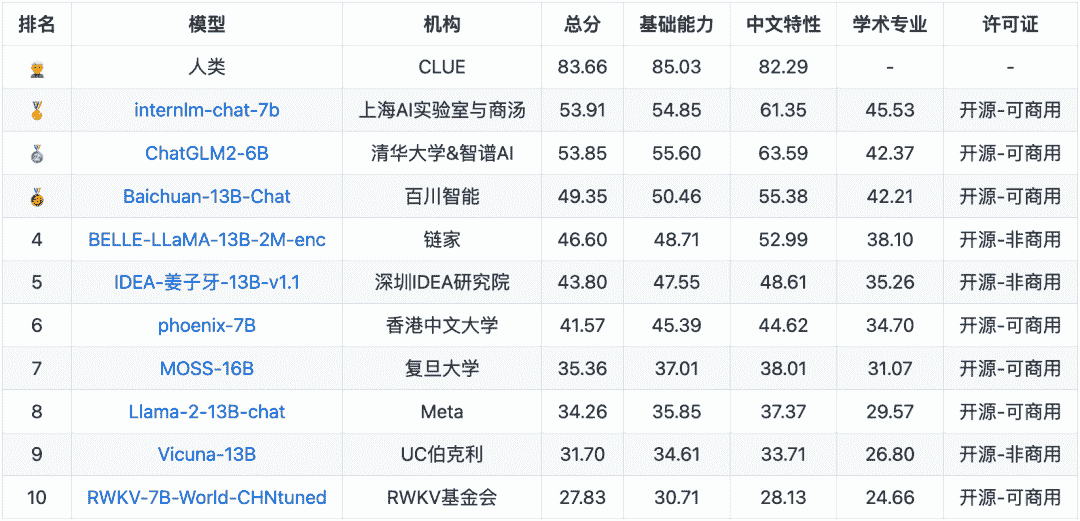 排名 模型 机构 总分 基础能力 中文特性 学术专业 许可证
人类 CLUE 83.66 85.03 82.29 - -
internlm-chat-7b 上海AI实验室与商汤 53.91 54.85 61.35 45.53 开源-可商用
ChatGLM2-6B 清华大学&智谱AI 53.85 55.60 63.59 42.37 开源-可商用
Baichuan-13B-Chat 百川智能 49.35 50.46 55.38 42.21 开源-可商用
4 BELLE-LLaMA-13B-2M-enc 链家 46.60 48.71 52.99 38.10 开源-非商用
5 IDEA-姜子牙-13B-v1.1 深圳IDEA研究院 43.80 47.55 48.61 35.26 开源-非商用
6 phoenix-7B 香港中文大学 41.57 45.39 44.62 34.70 开源-可商用
7 MOSS-16B 复旦大学 35.36 37.01 38.01 31.07 开源-可商用
8 Llama-2-13B-chat Meta 34.26 35.85 37.37 29.57 开源-可商用
9 Vicuna-13B UC伯克利 31.70 34.61 33.71 26.80 开源-非商用
10 RWKV-7B-World-CHNtuned RWKV基金会 27.83 30.71 28.13 24.66 开源-可商用